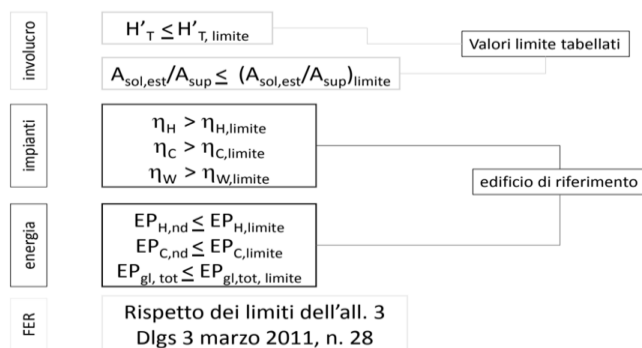 involucro
H'T ≤ H'T, limite
Asol,est/Asup ≤ (Asol,est/Asup)limite
Valori limite tabellati
impianti
ηH > ηH,limite
ηC > ηC,limite
ηW > ηW,limite
edificio di riferimento
energia
EPH,nd ≤ EPH,limite
EPC,nd ≤ EPC,limite
EPgl, tot ≤ EPgl,tot, limite
FER
Rispetto dei limiti dell'all. 3
Dlgs 3 marzo 2011, n. 28